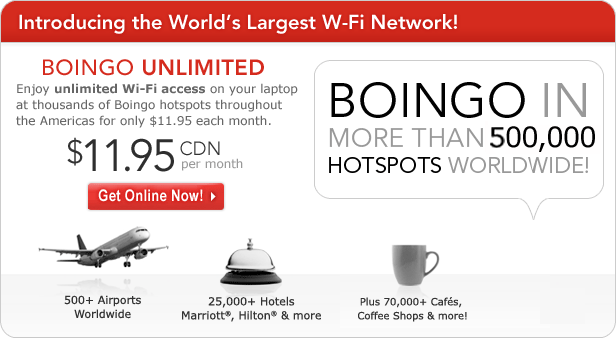 Introducing the World's Largest W-Fi Network!
BOINGO UNLIMITED
Enjoy unlimited Wi-Fi access on your laptop
at thousands of Boingo hotspots throughout
the Americas for only $11.95 each month.
$11.95 CDN
per month
Get Online Now!
BOINGO IN
MORE THAN 500,000
HOTSPOTS WORLDWIDE!
500+ Airports
Worldwide
25,000+ Hotels
Marriott®, Hilton® & more
Plus 70,000+ Cafés,
Coffee Shops & more!